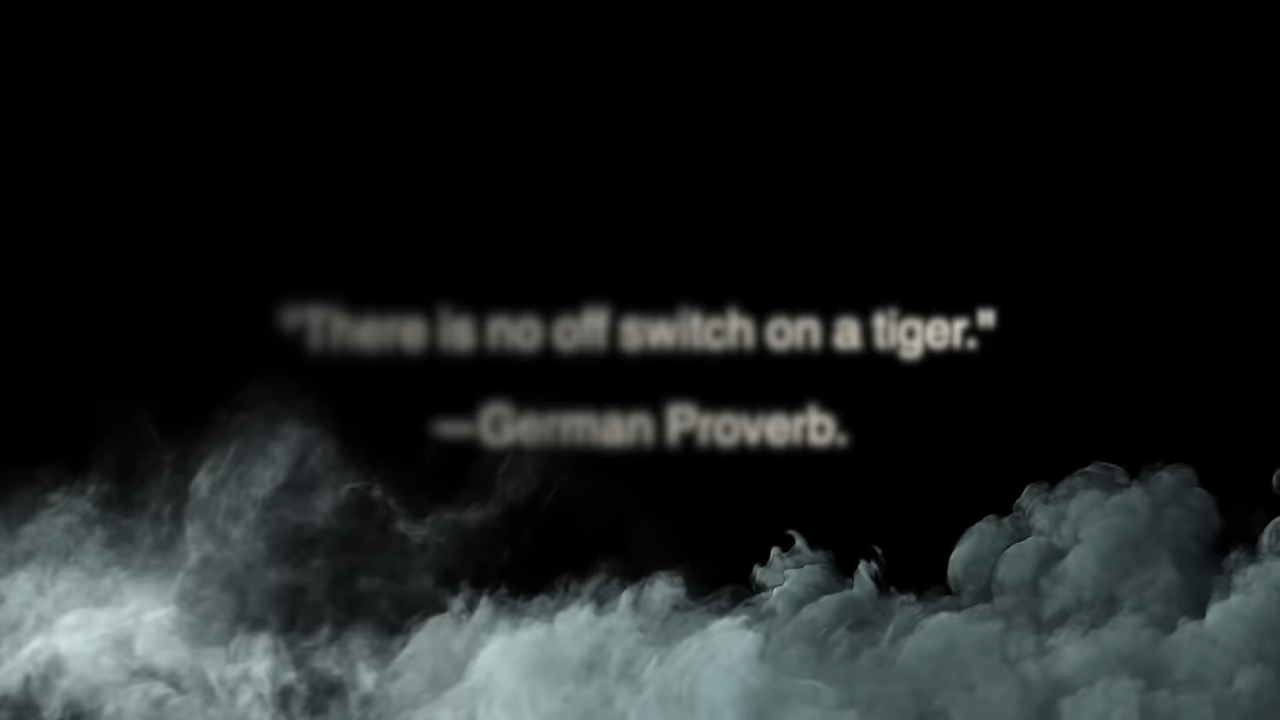 "There is no off switch on a tiger."
—German Proverb.